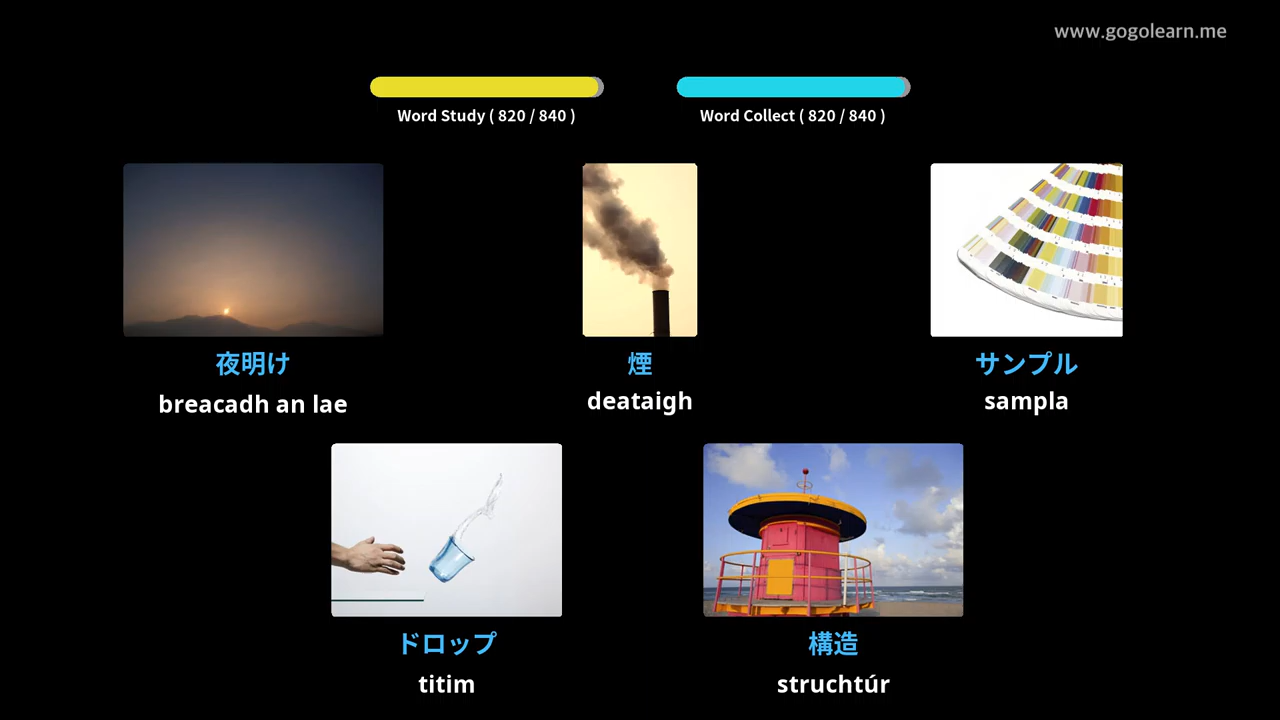 www.gogolearn.me
Word Study ( 820 / 840 )
Word Collect ( 820 / 840 )
夜明け
breacadh an lae
煙
deataigh
サンプル
sampla
ドロップ
titim
構造
struchtúr